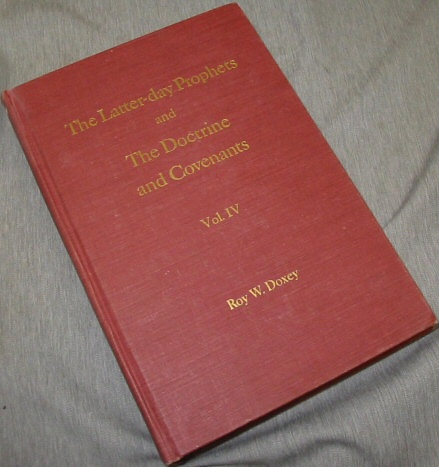 The Latter-day Prophets
and
The Doctrine
and Covenants
Vol. IV
Roy W. Doxey